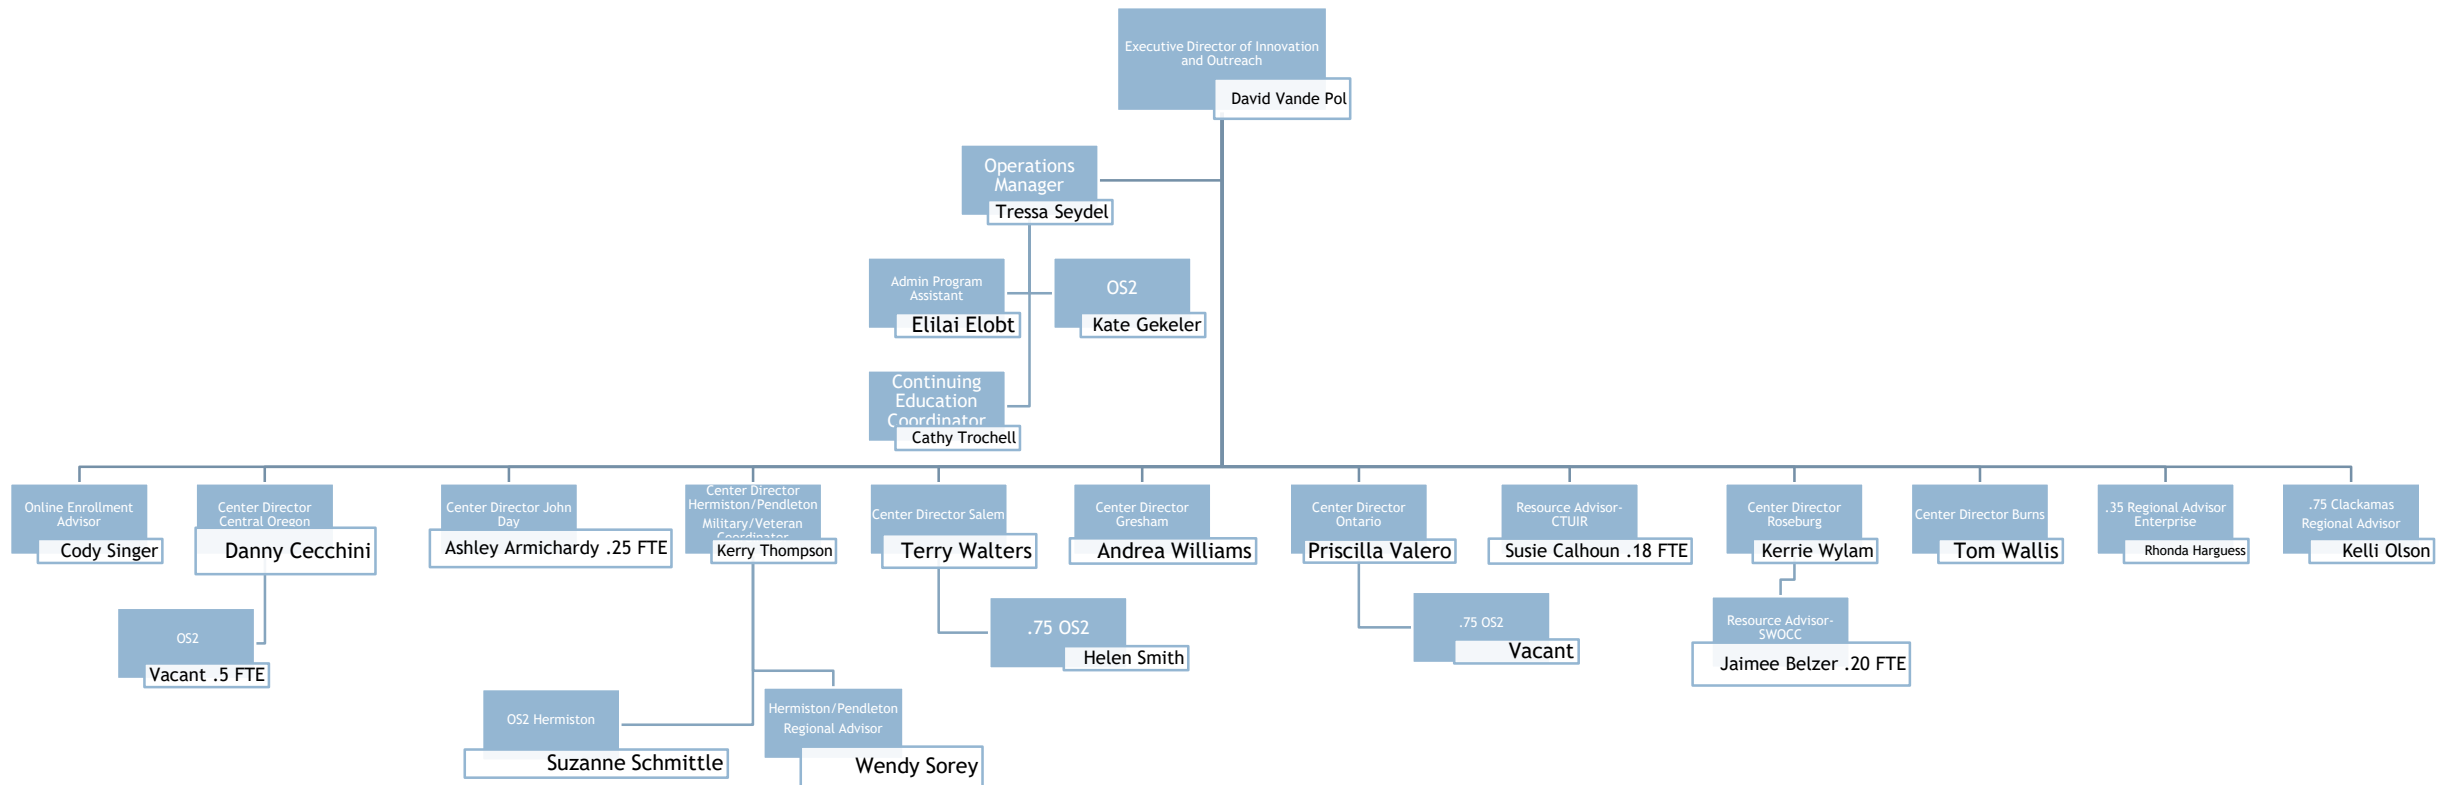 Executive Director of Innovation
and Outreach
David Vande Pol
Operations
Manager
Tressa Seydel
Admin Program
Assistant
Elilai Elobt
OS2
Kate Gekeler
Continuing
Education
Coordinator
Cathy Trochell
Online Enrollment
Advisor
Cody Singer
Center Director
Central Oregon
Danny Cecchini
Center Director John
Day
Ashley Armichardy .25 FTE
Center Director
Hermiston/Pendleton
Military/Veteran
Coordinator
Kerry Thompson
Center Director Salem
Terry Walters
Center Director
Gresham
Andrea Williams
Center Director
Ontario
Priscilla Valero
Resource Advisor-
CTUIR
Susie Calhoun .18 FTE
Center Director
Roseburg
Kerrie Wylam
Center Director Burns
Tom Wallis
.35 Regional Advisor
Enterprise
Rhonda Harguess
.75 Clackamas
Regional Advisor
Kelli Olson
OS2
Vacant .5 FTE
OS2 Hermiston
Suzanne Schmittle
Hermiston/Pendleton
Regional Advisor
Wendy Sorey
.75 OS2
Helen Smith
.75 OS2
Vacant
Resource Advisor-
SWOCC
Jaimee Belzer .20 FTE